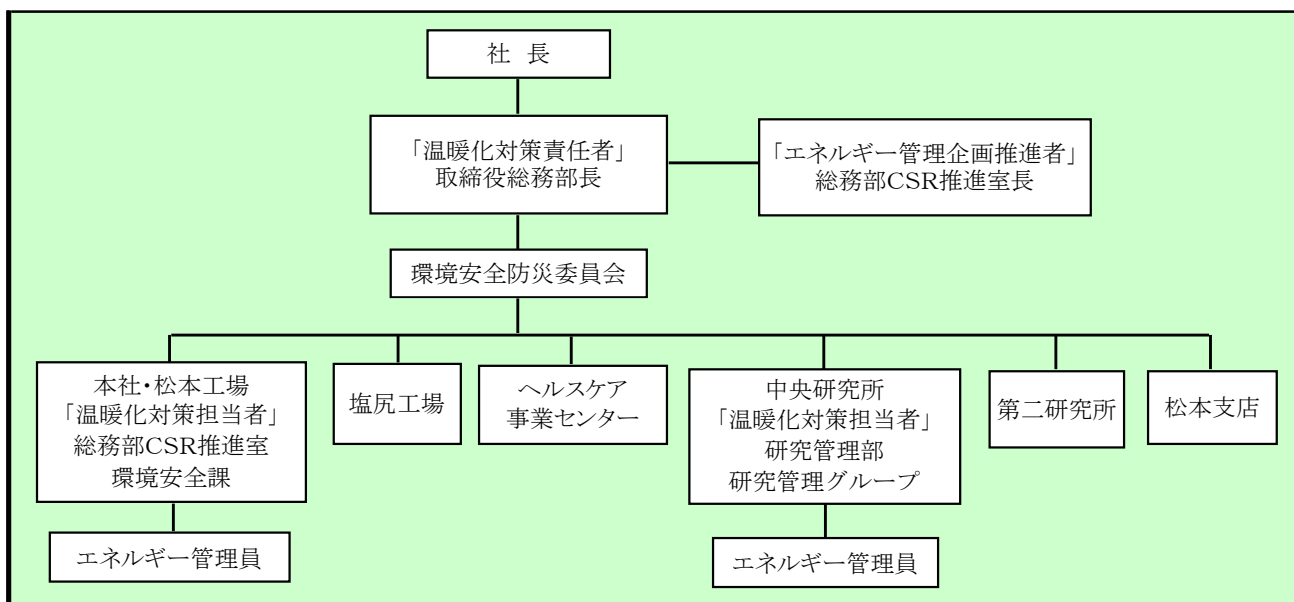 社 長
「温暖化対策責任者」
取締役総務部長
「エネルギー管理企画推進者」
総務部CSR推進室長
環境安全防災委員会
本社・松本工場
「温暖化対策担当者」
総務部CSR推進室
環境安全課
塩尻工場
ヘルスケア
事業センター
中央研究所
「温暖化対策担当者」
研究管理部
研究管理グループ
第二研究所
松本支店
エネルギー管理員
エネルギー管理員